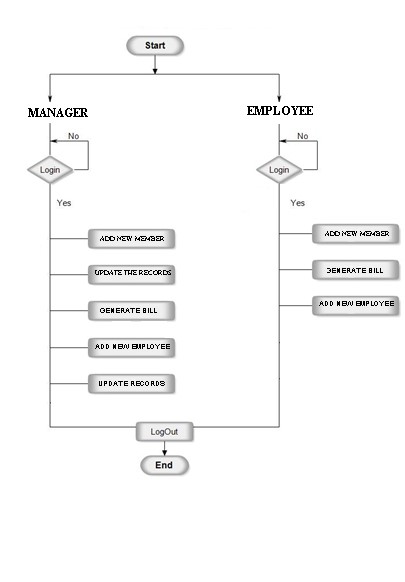 Start
MANAGER
EMPLOYEE
No
No
Login
Login
Yes
Yes
ADD NEW MEMBER
UPDATE THE RECORDS
GENERATE BILL
ADD NEW EMPLOYEE
UPDATE RECORDS
ADD NEW MEMBER
GENERATE BILL
ADD NEW EMPLOYEE
LogOut
End